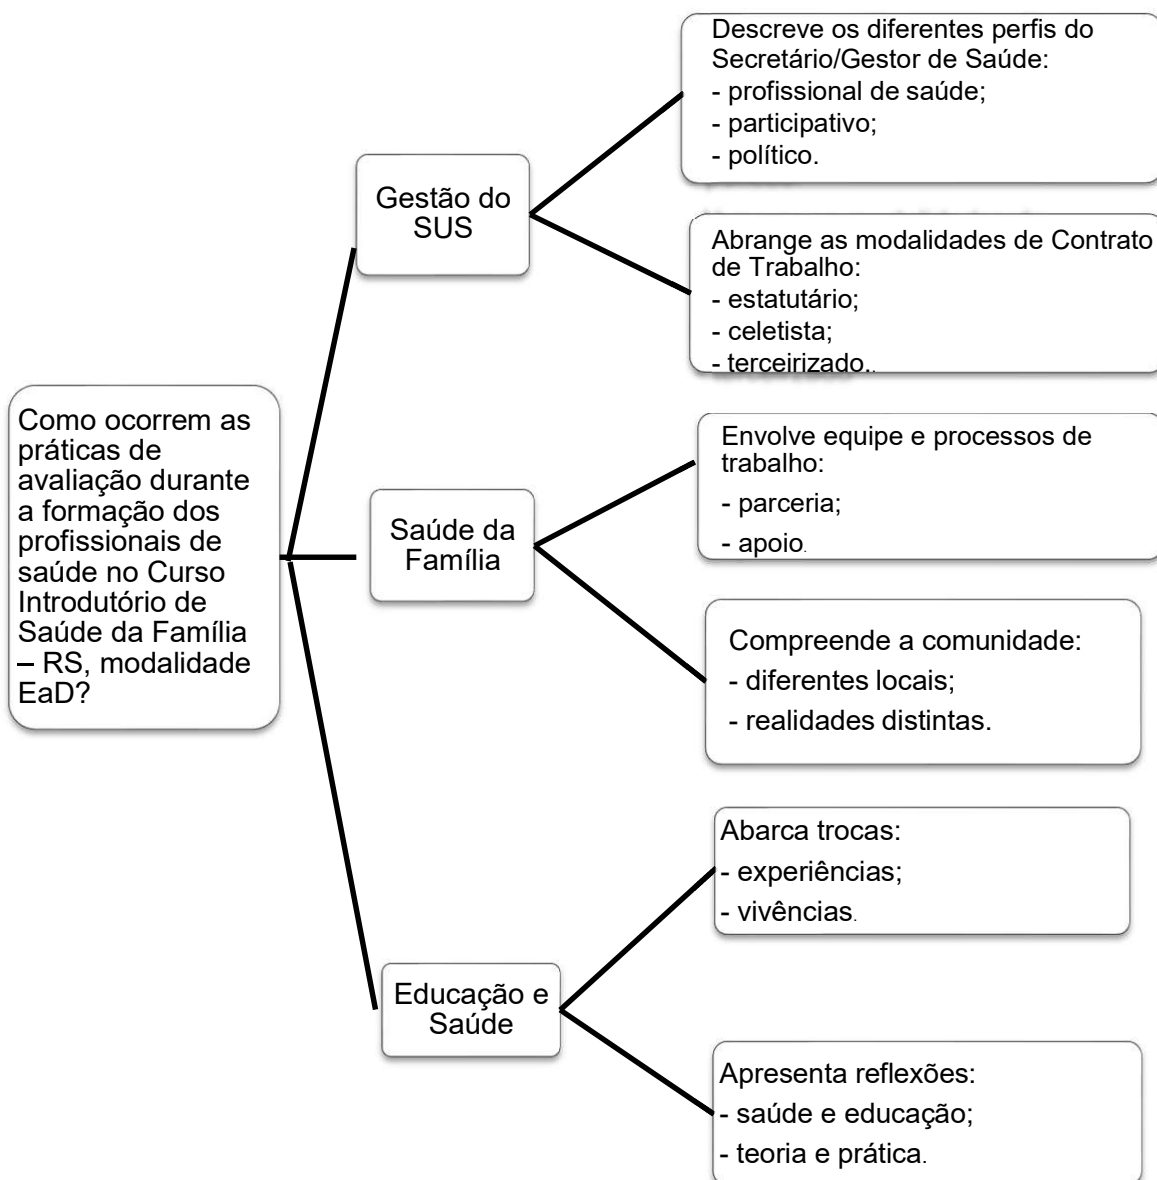 Como ocorrem as
práticas de
avaliação durante
a formação dos
profissionais de
saúde no Curso
Introdutório de
Saúde da Família
– RS, modalidade
EaD?
Gestão do
SUS
Descreve os diferentes perfis do
Secretário/Gestor de Saúde:
- profissional de saúde;
- participativo;
- político.
Abrange as modalidades de Contrato
de Trabalho:
- estatutário;
- celetista;
- terceirizado..
Saúde da
Família
Envolve equipe e processos de
trabalho:
- parceria;
- apoio.
Compreende a comunidade:
- diferentes locais;
- realidades distintas.
Educação e
Saúde
Abarca trocas:
- experiências;
- vivências.
Apresenta reflexões:
- saúde e educação;
- teoria e prática.